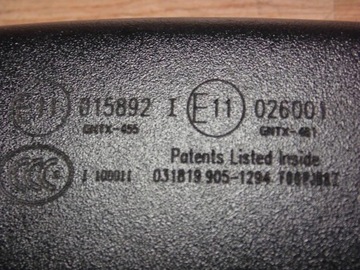 E11 015892 I E11 026001
GNTX-455 GNTX-481
Patents Listed Inside
CCC I 100011 031819 905-1294